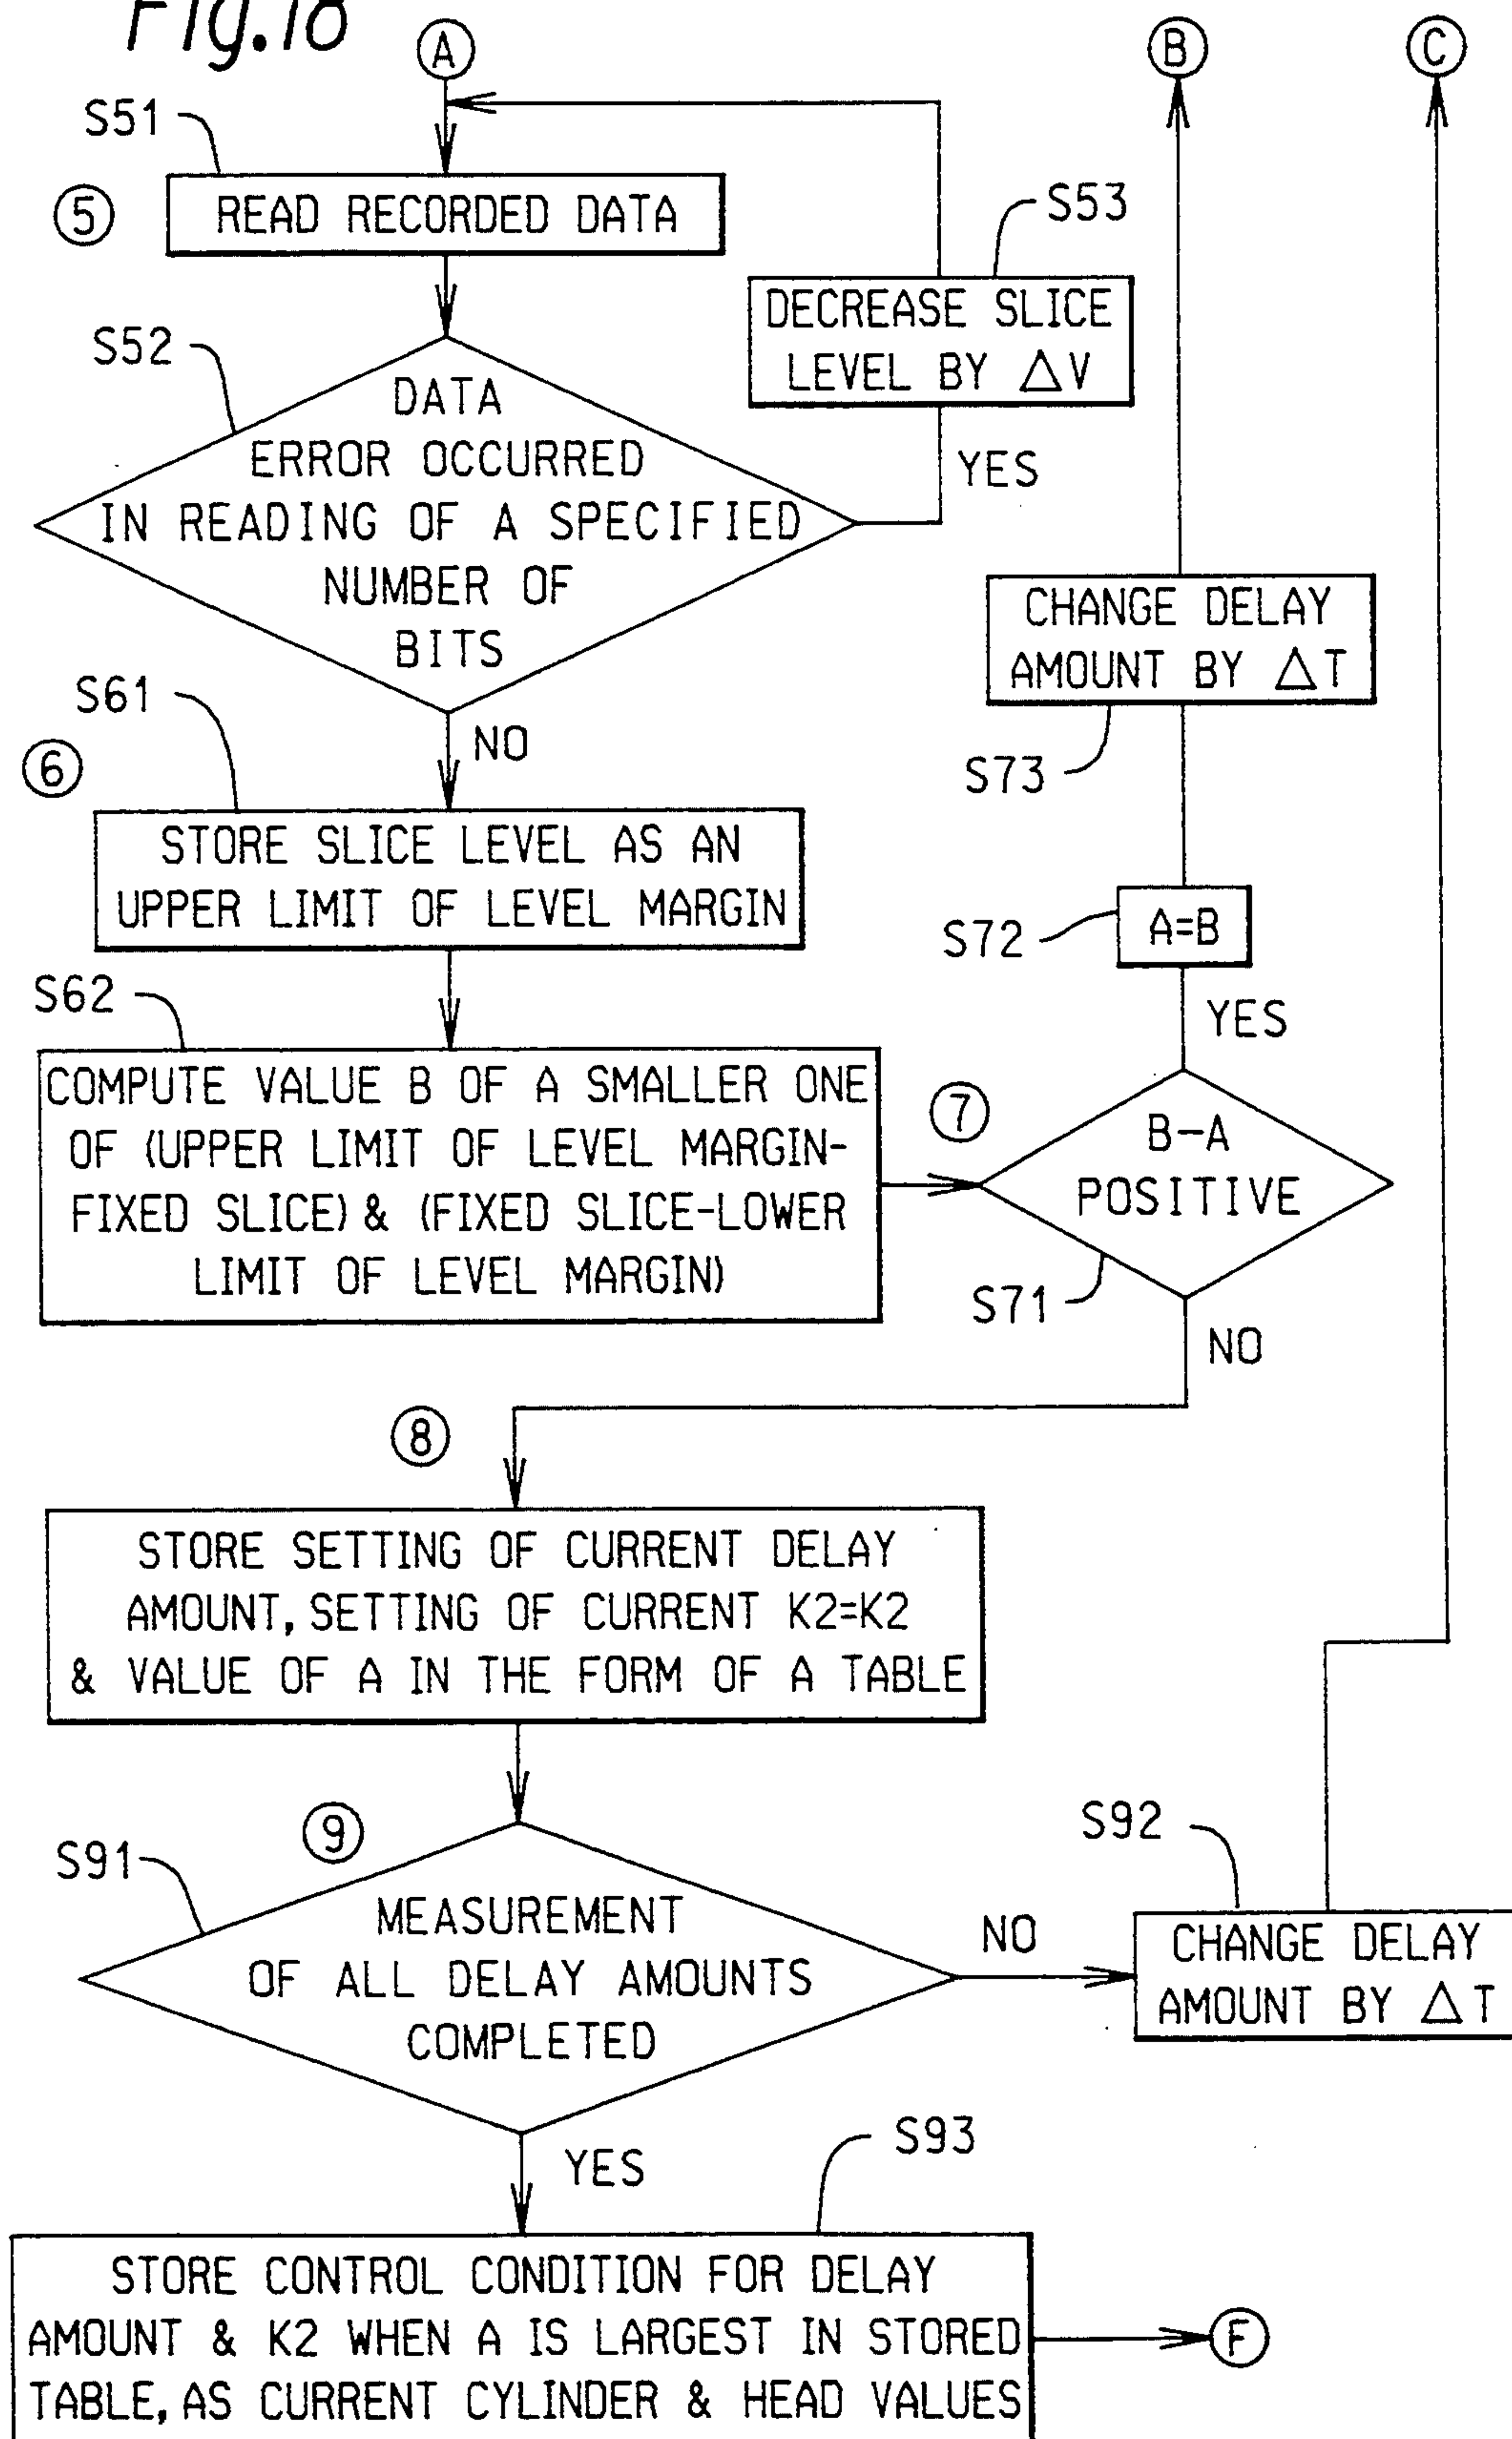 Fig.18
A
B
C
S51
5
READ RECORDED DATA
S53
DECREASE SLICE
LEVEL BY △V
S52
DATA
ERROR OCCURRED
IN READING OF A SPECIFIED
NUMBER OF
BITS
YES
CHANGE DELAY
AMOUNT BY △T
S73
S61
NO
6
STORE SLICE LEVEL AS AN
UPPER LIMIT OF LEVEL MARGIN
S72
A=B
YES
S62
COMPUTE VALUE B OF A SMALLER ONE
OF (UPPER LIMIT OF LEVEL MARGIN-
FIXED SLICE) & (FIXED SLICE-LOWER
LIMIT OF LEVEL MARGIN)
7
B-A
POSITIVE
S71
NO
8
STORE SETTING OF CURRENT DELAY
AMOUNT, SETTING OF CURRENT K2=K2
& VALUE OF A IN THE FORM OF A TABLE
9
S91
MEASUREMENT
OF ALL DELAY AMOUNTS
COMPLETED
NO
S92
CHANGE DELAY
AMOUNT BY △T
YES
S93
STORE CONTROL CONDITION FOR DELAY
AMOUNT & K2 WHEN A IS LARGEST IN STORED
TABLE, AS CURRENT CYLINDER & HEAD VALUES
F